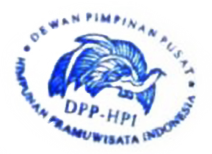 DEWAN PIMPINAN PUSAT
DPP-HPI
HIMPUNAN PRAMUWISATA INDONESIA